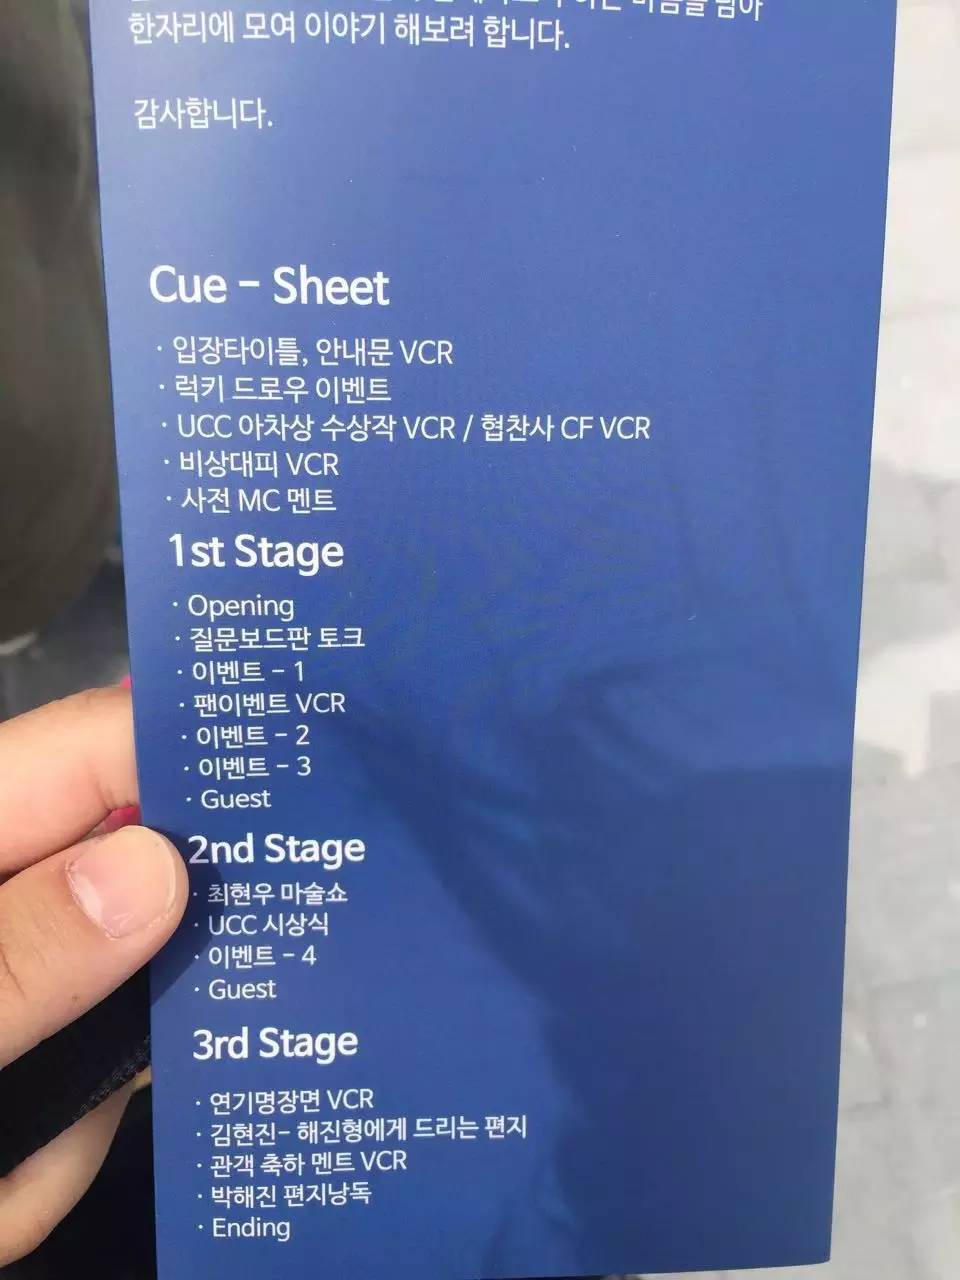 마음을 담아
한자리에 모여 이야기 해보려 합니다.
감사합니다.
Cue - Sheet
· 입장타이틀, 안내문 VCR
· 럭키 드로우 이벤트
· UCC 아차상 수상작 VCR / 협찬사 CF VCR
· 비상대피 VCR
· 사전 MC 멘트
1st Stage
· Opening
· 질문보드판 토크
· 이벤트 - 1
· 팬이벤트 VCR
· 이벤트 - 2
· 이벤트 - 3
· Guest
2nd Stage
· 최현우 마술쇼
· UCC 시상식
· 이벤트 - 4
· Guest
3rd Stage
· 연기명장면 VCR
· 김현진- 해진형에게 드리는 편지
· 관객 축하 멘트 VCR
· 박해진 편지낭독
· Ending